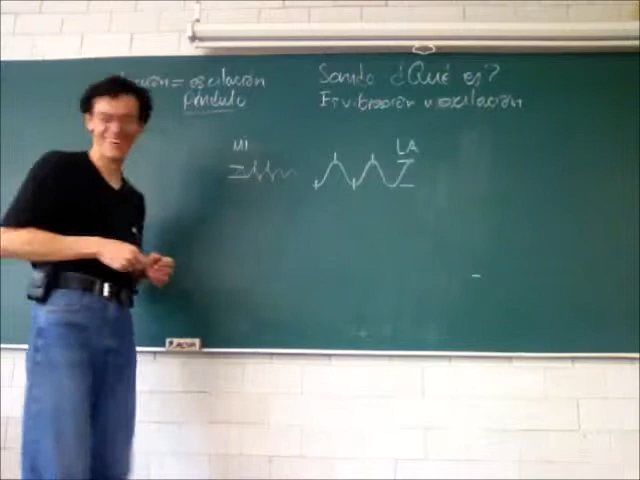 = oscilación
Péndulo
Sonido ¿Qué es?
Es vibración u oscilación
MI
LA